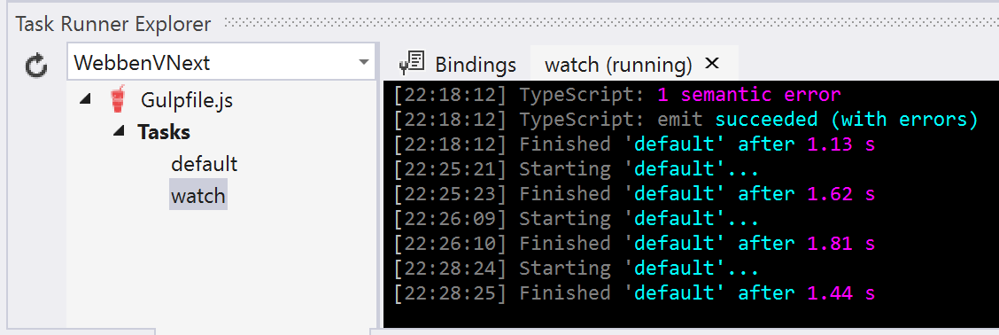 Task Runner Explorer
WebbenVNext
Gulpfile.js
Tasks
default
watch
Bindings
watch (running)
[22:18:12] TypeScript: 1 semantic error
[22:18:12] TypeScript: emit succeeded (with errors)
[22:18:12] Finished 'default' after 1.13 s
[22:25:21] Starting 'default'...
[22:25:23] Finished 'default' after 1.62 s
[22:26:09] Starting 'default'...
[22:26:10] Finished 'default' after 1.81 s
[22:28:24] Starting 'default'...
[22:28:25] Finished 'default' after 1.44 s